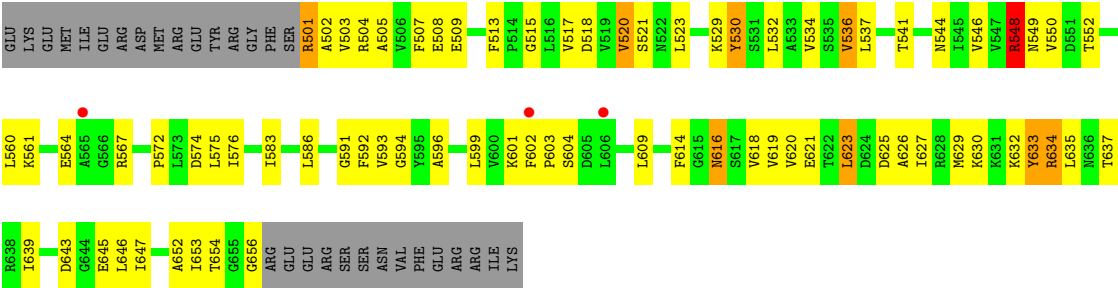 GLU LYS GLU MET ILE GLU ARG ASP MET ARG GLU TYR ARG GLY PHE SER R501 A502 V503 R504 A505 V506 F507 E508 E509 F513 P514 G515 L516 V517 D518 V519 V520 S521 N522 L523 K529 Y530 S531 L532 A533 V534 S535 V536 L537 T541 N544 I545 V546 V547 R548 N549 V550 D551 T552
L560 K561 E564 A565 G566 R567 P572 L573 D574 L575 I576 I583 L586 G591 F592 V593 G594 Y595 A596 L599 V600 K601 F602 P603 S604 D605 L606 L609 F614 G615 N616 S617 V618 V619 V620 E621 T622 L623 D624 D625 A626 I627 R628 M629 K630 K631 K632 Y633 R634 L635 N636 T637
R638 I639 D643 G644 E645 L646 I647 A652 I653 T654 G655 G656 ARG GLU GLU ARG SER SER ASN VAL PHE GLU ARG ARG ILE LYS